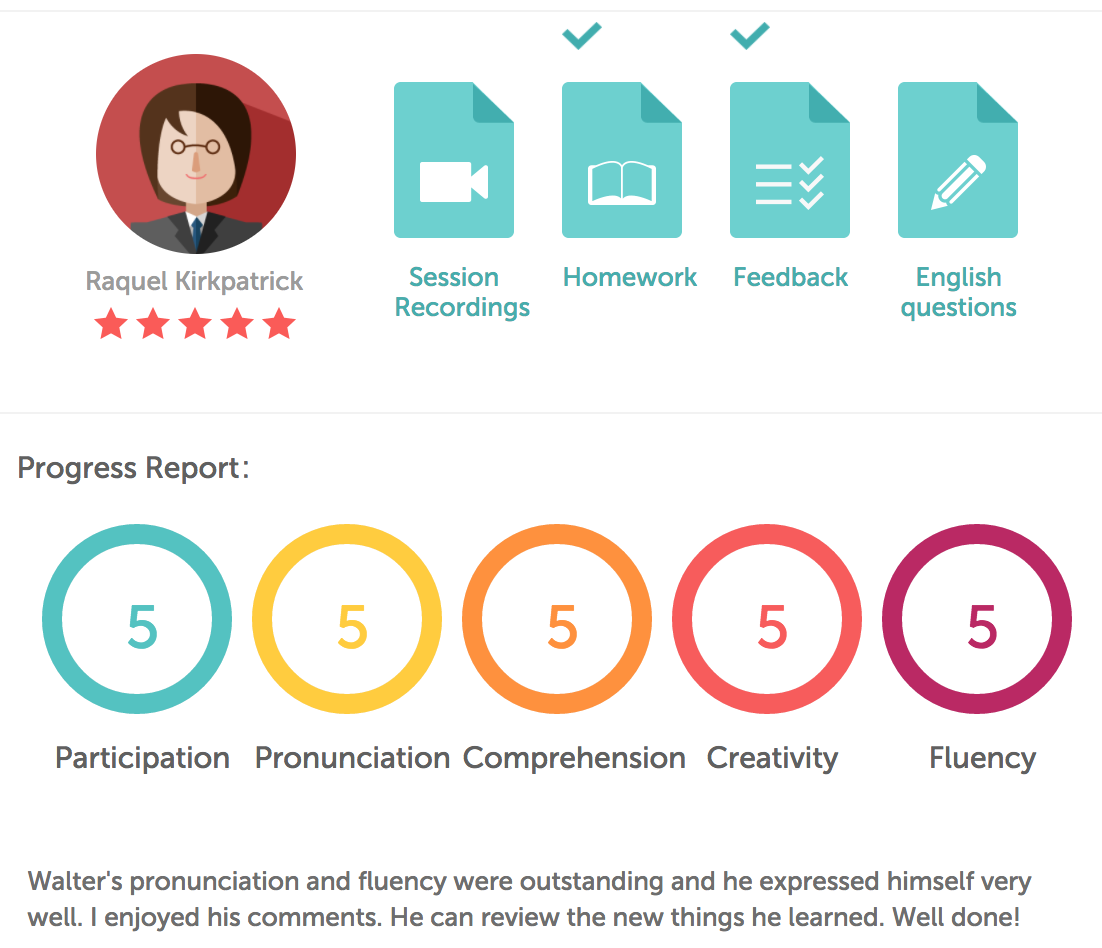 Raquel Kirkpatrick
Session
Recordings
Homework
Feedback
English
questions
Progress Report:
5 5 5 5 5
Participation Pronunciation Comprehension Creativity Fluency
Walter's pronunciation and fluency were outstanding and he expressed himself very
well. I enjoyed his comments. He can review the new things he learned. Well done!